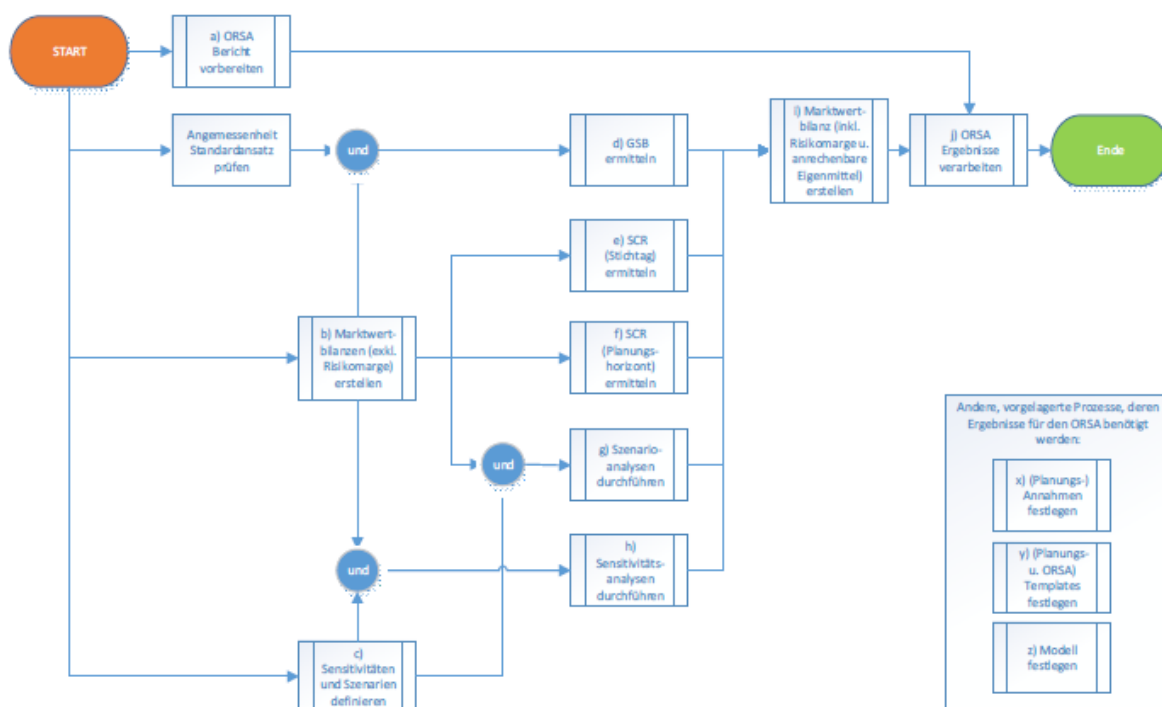 START
a) ORSA
Bericht
vorbereiten
Angemessenheit
Standardansatz
prüfen
und
d) GSB
ermitteln
i) Marktwert-
bilanz (inkl.
Risikomarge u.
anrechenbare
Eigenmittel)
erstellen
j) ORSA
Ergebnisse
verarbeiten
Ende
e) SCR
(Stichtag)
ermitteln
b) Marktwert-
bilanzen (exkl.
Risikomarge)
erstellen
f) SCR
(Planungs-
horizont)
ermitteln
und
g) Szenario-
analysen
durchführen
und
h)
Sensitivitäts-
analysen
durchführen
c)
Sensitivitäten
und Szenarien
definieren
Andere, vorgelagerte Prozesse, deren
Ergebnisse für den ORSA benötigt
werden:
x) (Planungs-)
Annahmen
festlegen
y) (Planungs-
u. ORSA)
Templates
festlegen
z) Modell
festlegen